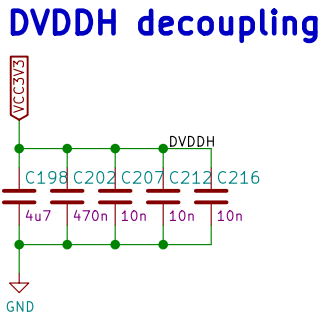 DVDDH decoupling
VCC3V3
DVDDH
C198 C202 C207 C212 C216
4u7 470n 10n 10n 10n
GND